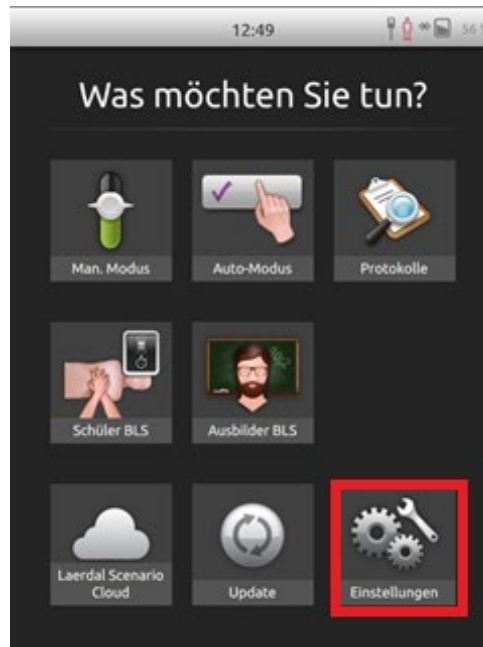 12:49
56
Was möchten Sie tun?
Man. Modus
Auto-Modus
Protokolle
Schüler BLS
Ausbilder BLS
Laerdal Scenario
Cloud
Update
Einstellungen